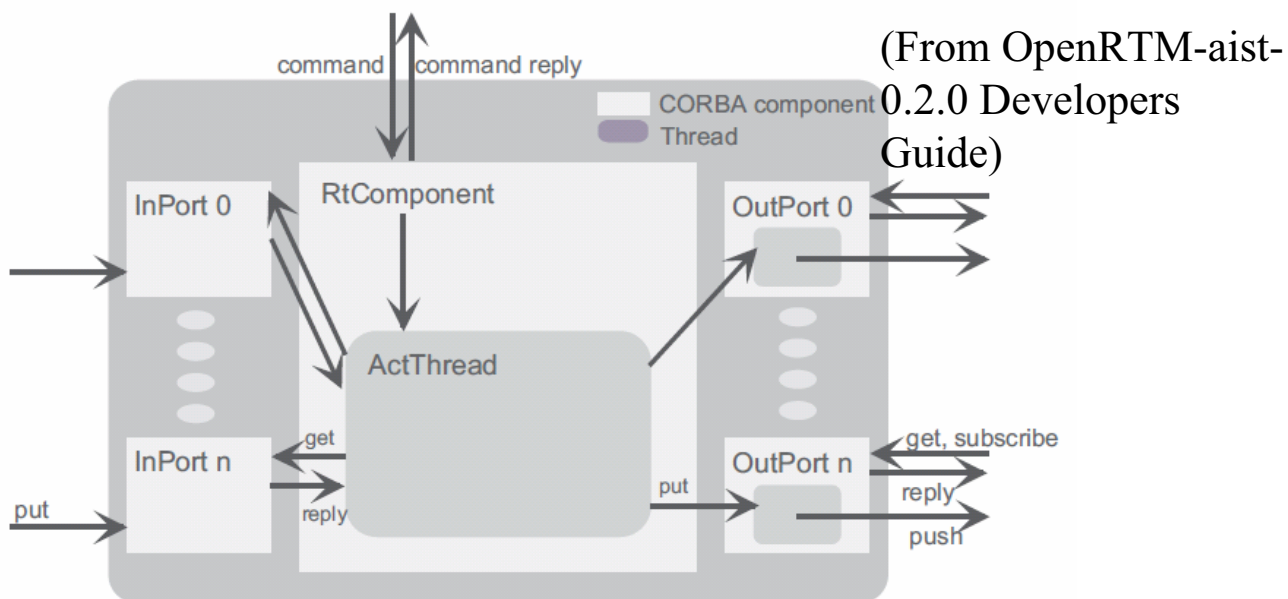 (From OpenRTM-aist-
0.2.0 Developers
Guide)
command
command reply
CORBA component
Thread
InPort 0
RtComponent
OutPort 0
ActThread
InPort n
get
reply
put
put
OutPort n
get, subscribe
reply
push